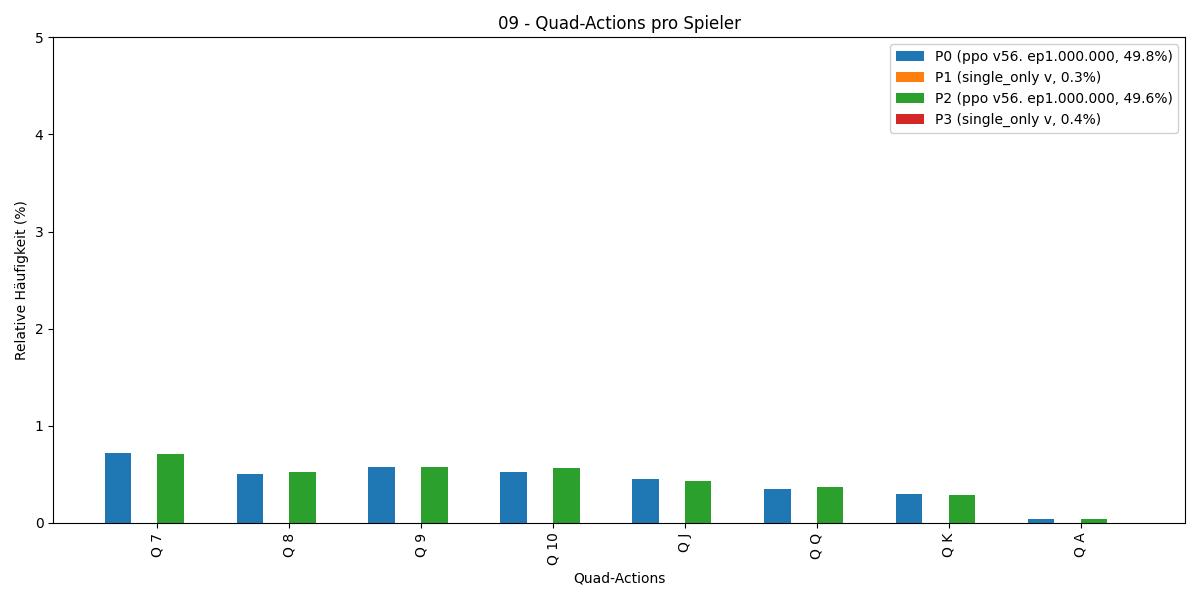 09 - Quad-Actions pro Spieler
P0 (ppo v56. ep1.000.000, 49.8%)
P1 (single_only v, 0.3%)
P2 (ppo v56. ep1.000.000, 49.6%)
P3 (single_only v, 0.4%)
Relative Häufigkeit (%)
5
4
3
2
1
0
Q 7
Q 8
Q 9
Q 10
Q J
Q Q
Q K
Q A
Quad-Actions